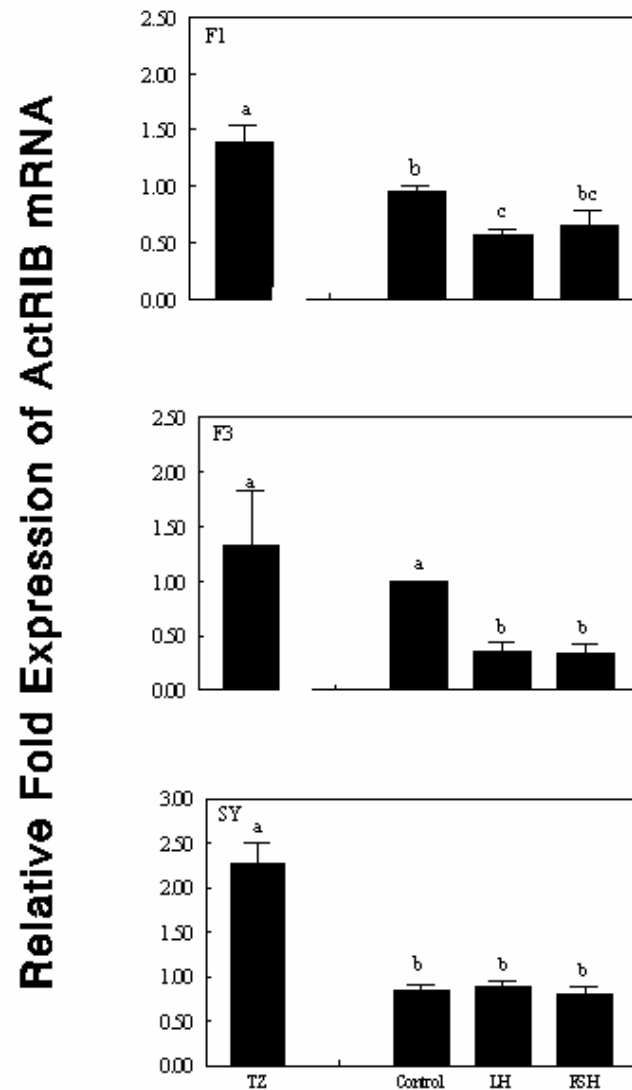 Relative Fold Expression of ActRIB mRNA
F1
2.50
2.00
1.50
1.00
0.50
0.00
a
b
c
bc
F3
2.50
2.00
1.50
1.00
0.50
0.00
a
a
b
b
SY
3.00
2.50
2.00
1.50
1.00
0.50
0.00
a
b
b
b
TZ Control LH FSH